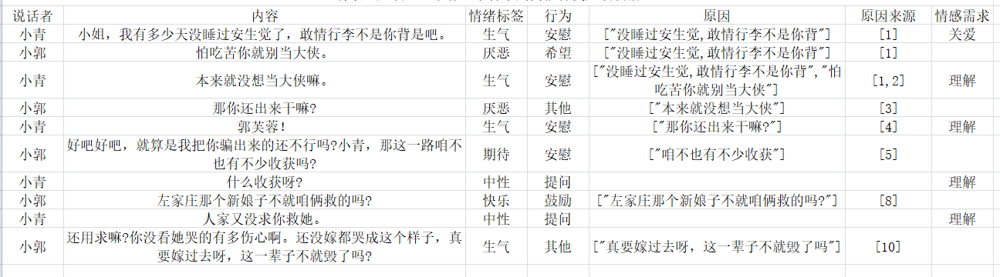 说话者 内容 情绪标签 行为 原因 原因来源 情感需求
小青 小姐，我有多少天没睡过安生觉了，敢情行李不是你背是吧。 生气 安慰 ["没睡过安生觉,敢情行李不是你背"] [1] 关爱
小郭 怕吃苦你就别当大侠。 厌恶 希望 ["没睡过安生觉,敢情行李不是你背"] [1]
小青 本来就没想当大侠嘛。 生气 安慰 ["没睡过安生觉,敢情行李不是你背","怕
吃苦你就别当大侠"] [1,2] 理解
小郭 那你还出来干嘛? 厌恶 其他 ["本来就没想当大侠"] [3]
小青 郭芙蓉! 生气 安慰 ["那你还出来干嘛?"] [4] 理解
小郭 好吧好吧，就算是我把你骗出来的还不行吗?小青，那这一路咱不
也有不少收获吗? 期待 安慰 ["咱不也有不少收获"] [5]
小青 什么收获呀? 中性 提问 理解
小郭 左家庄那个新娘子不就咱俩救的吗? 快乐 鼓励 ["左家庄那个新娘子不就咱俩救的吗?"] [8]
小青 人家又没求你救她。 中性 提问 理解
小郭 还用求嘛?你没看她哭的有多伤心啊。还没嫁都哭成这个样子，真
要嫁过去呀，这一辈子不就毁了吗? 生气 其他 ["真要嫁过去呀，这一辈子不就毁了吗"] [10]